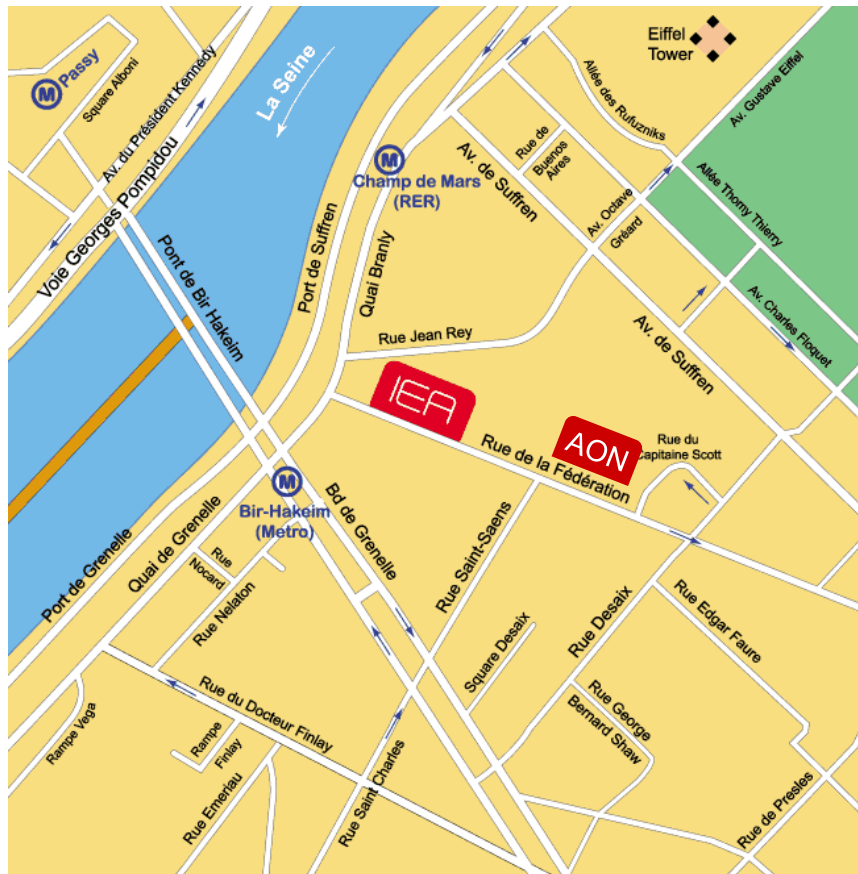 Eiffel
Tower
M Passy
Square Alboni
Av. du Président Kennedy
La Seine
Voie Georges Pompidou
Allée des Rufuzniks
Av. Gustave Eiffel
M
Champ de Mars
(RER)
Rue de
Buenos
Aires
Av. de Suffren
Allée Thomy Thierry
Av. Octave
Gréard
Port de Suffren
Quai Branly
Pont de Bir Hakeim
Av. Charles Floquet
Rue Jean Rey
Av. de Suffren
IEA
AON
Rue de la Fédération
Rue du
Capitaine Scott
M
Bir-Hakeim
(Metro)
Bd de Grenelle
Port de Grenelle
Quai de Grenelle
Rue
Nocard
Rue Nelafon
Rue Saint-Saens
Square Desaix
Rue Desaix
Rue Edgar Faure
Rue George
Bernard Shaw
Rue du Docteur Finlay
Rampe Vega
Rampe
Finlay
Rue Emerlau
Rue Saint Charles
Rue de Presles